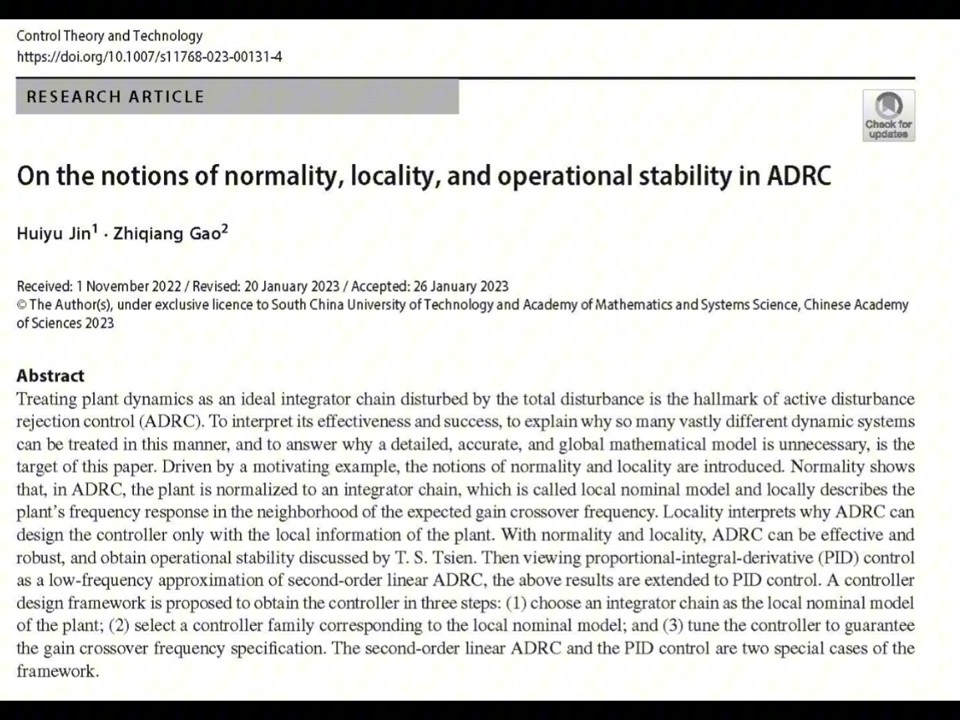 Control Theory and Technology
https://doi.org/10.1007/s11768-023-00131-4
RESEARCH ARTICLE
Check for
updates
On the notions of normality, locality, and operational stability in ADRC
Huiyu Jin1 · Zhiqiang Gao2
Received: 1 November 2022 / Revised: 20 January 2023 / Accepted: 26 January 2023
© The Author(s), under exclusive licence to South China University of Technology and Academy of Mathematics and Systems Science, Chinese Academy
of Sciences 2023
Abstract
Treating plant dynamics as an ideal integrator chain disturbed by the total disturbance is the hallmark of active disturbance
rejection control (ADRC). To interpret its effectiveness and success, to explain why so many vastly different dynamic systems
can be treated in this manner, and to answer why a detailed, accurate, and global mathematical model is unnecessary, is the
target of this paper. Driven by a motivating example, the notions of normality and locality are introduced. Normality shows
that, in ADRC, the plant is normalized to an integrator chain, which is called local nominal model and locally describes the
plant's frequency response in the neighborhood of the expected gain crossover frequency. Locality interprets why ADRC can
design the controller only with the local information of the plant. With normality and locality, ADRC can be effective and
robust, and obtain operational stability discussed by T. S. Tsien. Then viewing proportional-integral-derivative (PID) control
as a low-frequency approximation of second-order linear ADRC, the above results are extended to PID control. A controller
design framework is proposed to obtain the controller in three steps: (1) choose an integrator chain as the local nominal model
of the plant; (2) select a controller family corresponding to the local nominal model; and (3) tune the controller to guarantee
the gain crossover frequency specification. The second-order linear ADRC and the PID control are two special cases of the
framework.